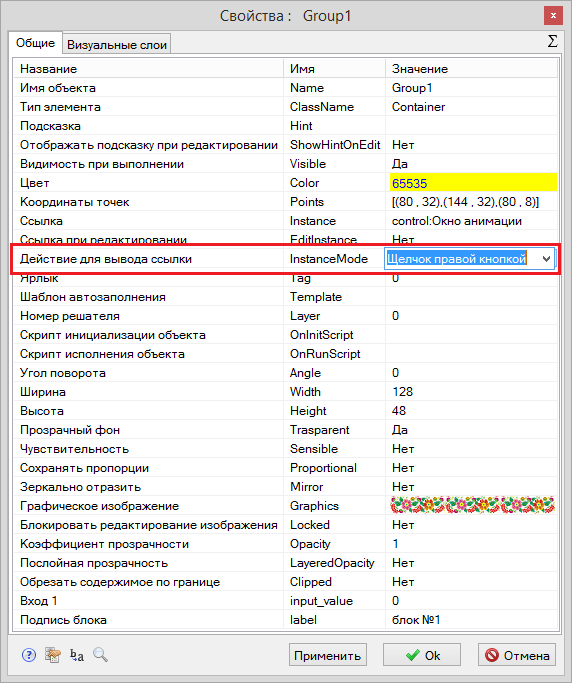 Свойства : Group1
Общие Визуальные слои Σ
Название Имя Значение
Имя объекта Name Group1
Тип элемента ClassName Container
Подсказка Hint
Отображать подсказку при редактировании ShowHintOnEdit Нет
Видимость при выполнении Visible Да
Цвет Color 65535
Координаты точек Points [(80 , 32),(144 , 32),(80 , 8)]
Ссылка Instance control:Окно анимации
Ссылка при редактировании EditInstance Нет
Действие для вывода ссылки InstanceMode Щелчок правой кнопкой
Ярлык Tag 0
Шаблон автозаполнения Template
Номер решателя Layer 0
Скрипт инициализации объекта OnInitScript
Скрипт исполнения объекта OnRunScript
Угол поворота Angle 0
Ширина Width 128
Высота Height 48
Прозрачный фон Trasparent Да
Чувствительность Sensible Нет
Сохранять пропорции Proportional Нет
Зеркально отразить Mirror Нет
Графическое изображение Graphics
Блокировать редактирование изображения Locked Нет
Коэффициент прозрачности Opacity 1
Послойная прозрачность LayeredOpacity Нет
Обрезать содержимое по границе Clipped Нет
Вход 1 input_value 0
Подпись блока label блок №1
Применить Ok Отмена